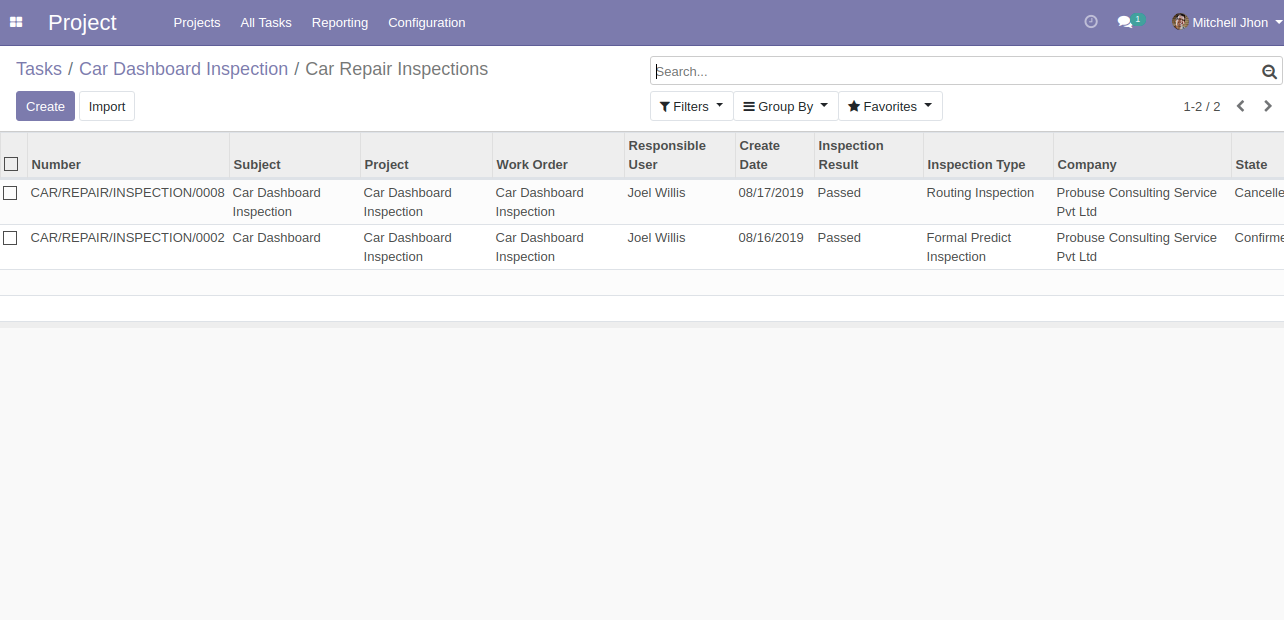 Project Projects All Tasks Reporting Configuration 1 Mitchell Jhon
Tasks / Car Dashboard Inspection / Car Repair Inspections
Search...
Create Import Filters Group By Favorites 1-2 / 2
Number Subject Project Work Order Responsible User Create Date Inspection Result Inspection Type Company State
CAR/REPAIR/INSPECTION/0008 Car Dashboard Car Dashboard Car Dashboard Joel Willis 08/17/2019 Passed Routing Inspection Probuse Consulting Service Cancelle
Inspection Inspection Inspection Pvt Ltd
CAR/REPAIR/INSPECTION/0002 Car Dashboard Car Dashboard Car Dashboard Joel Willis 08/16/2019 Passed Formal Predict Probuse Consulting Service Confirme
Inspection Inspection Inspection Pvt Ltd